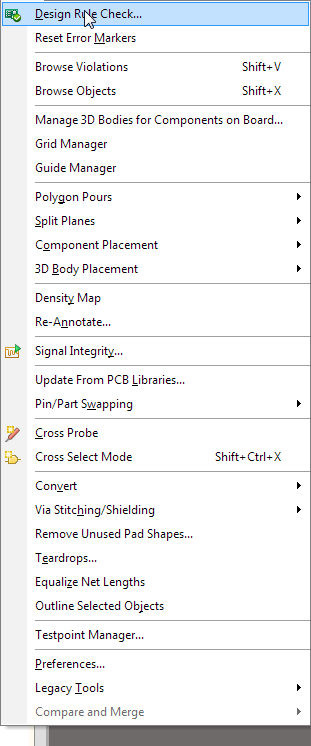 Design Rule Check...
Reset Error Markers
Browse Violations Shift+V
Browse Objects Shift+X
Manage 3D Bodies for Components on Board...
Grid Manager
Guide Manager
Polygon Pours
Split Planes
Component Placement
3D Body Placement
Density Map
Re-Annotate...
Signal Integrity...
Update From PCB Libraries...
Pin/Part Swapping
Cross Probe
Cross Select Mode Shift+Ctrl+X
Convert
Via Stitching/Shielding
Remove Unused Pad Shapes...
Teardrops...
Equalize Net Lengths
Outline Selected Objects
Testpoint Manager...
Preferences...
Legacy Tools
Compare and Merge